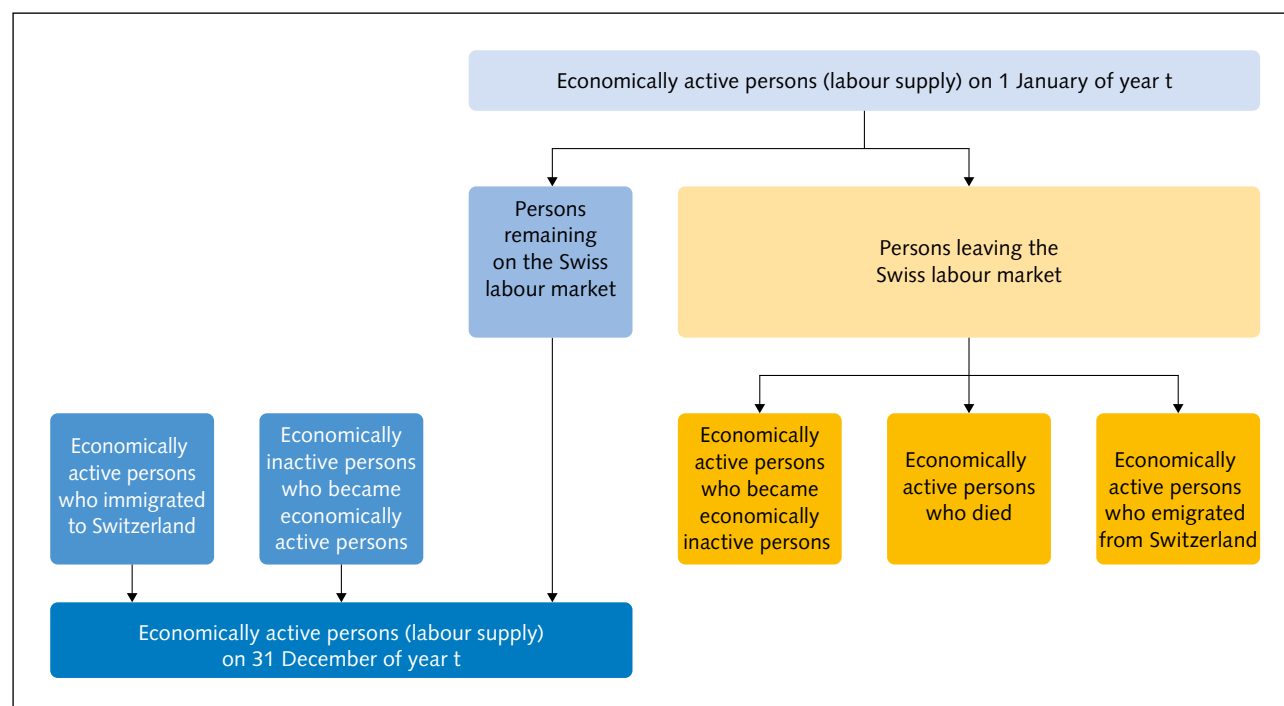 Economically active persons (labour supply) on 1 January of year t
Persons
remaining
on the Swiss
labour market
Persons leaving the
Swiss labour market
Economically
active persons
who immigrated
to Switzerland
Economically
inactive persons
who became
economically
active persons
Economically
active persons
who became
economically
inactive persons
Economically
active persons
who died
Economically
active persons
who emigrated
from Switzerland
Economically active persons (labour supply)
on 31 December of year t